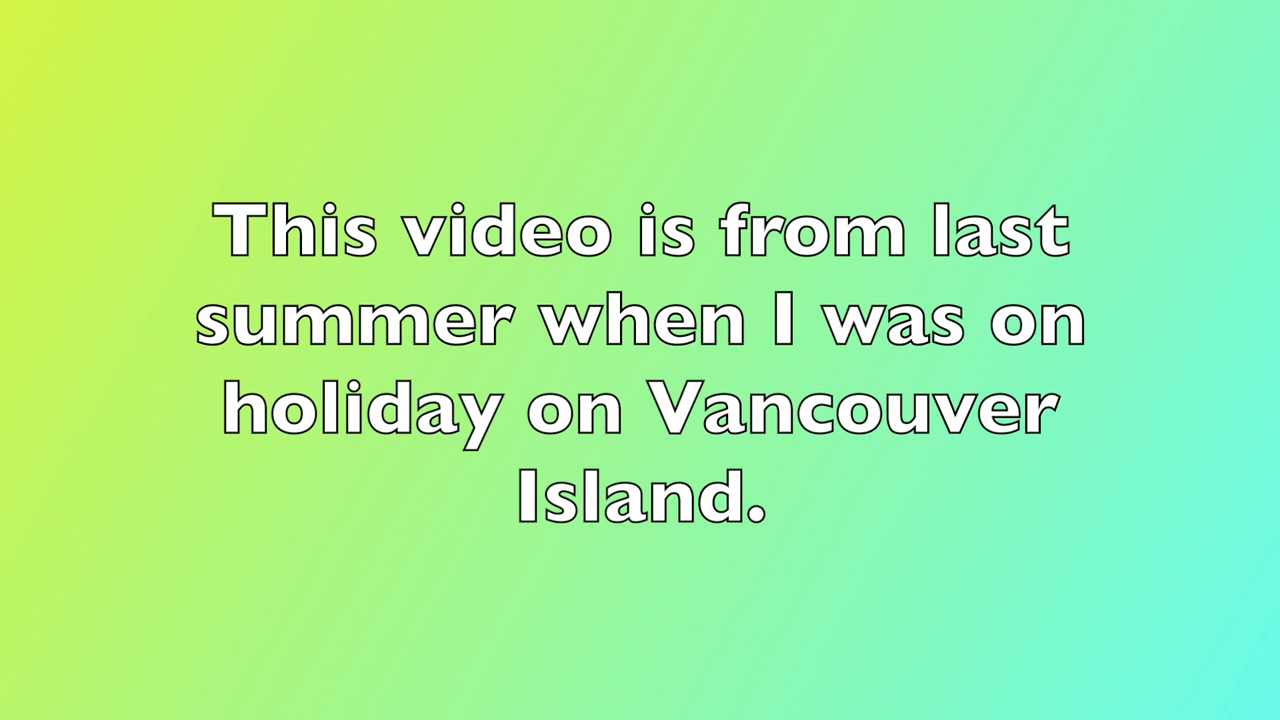 This video is from last
summer when I was on
holiday on Vancouver
Island.